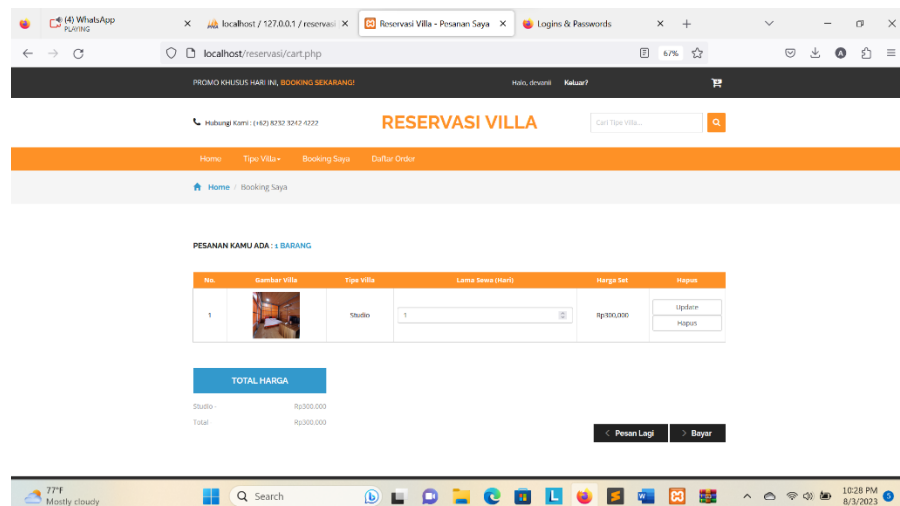 (4) WhatsApp
PLAYING
localhost / 127.0.0.1 / reservasi
Reservasi Villa - Pesanan Saya
Logins & Passwords
localhost/reservasi/cart.php
67%
PROMO KHUSUS HARI INI, BOOKING SEKARANG!
Halo, devanii
Keluar?
Hubungi Kami : (+62) 8232 3242 4222
RESERVASI VILLA
Cari Tipe Villa...
Home
Tipe Villa
Booking Saya
Daftar Order
Home / Booking Saya
PESANAN KAMU ADA : 1 BARANG
No. Gambar Villa Tipe Villa Lama Sewa (Hari) Harga Set Hapus
1 Studio 1 Rp300,000 Update
Hapus
TOTAL HARGA
Studio - Rp300.000
Total Rp300.000
Pesan Lagi
Bayar
77°F
Mostly cloudy
Search
10:28 PM
8/3/2023
5